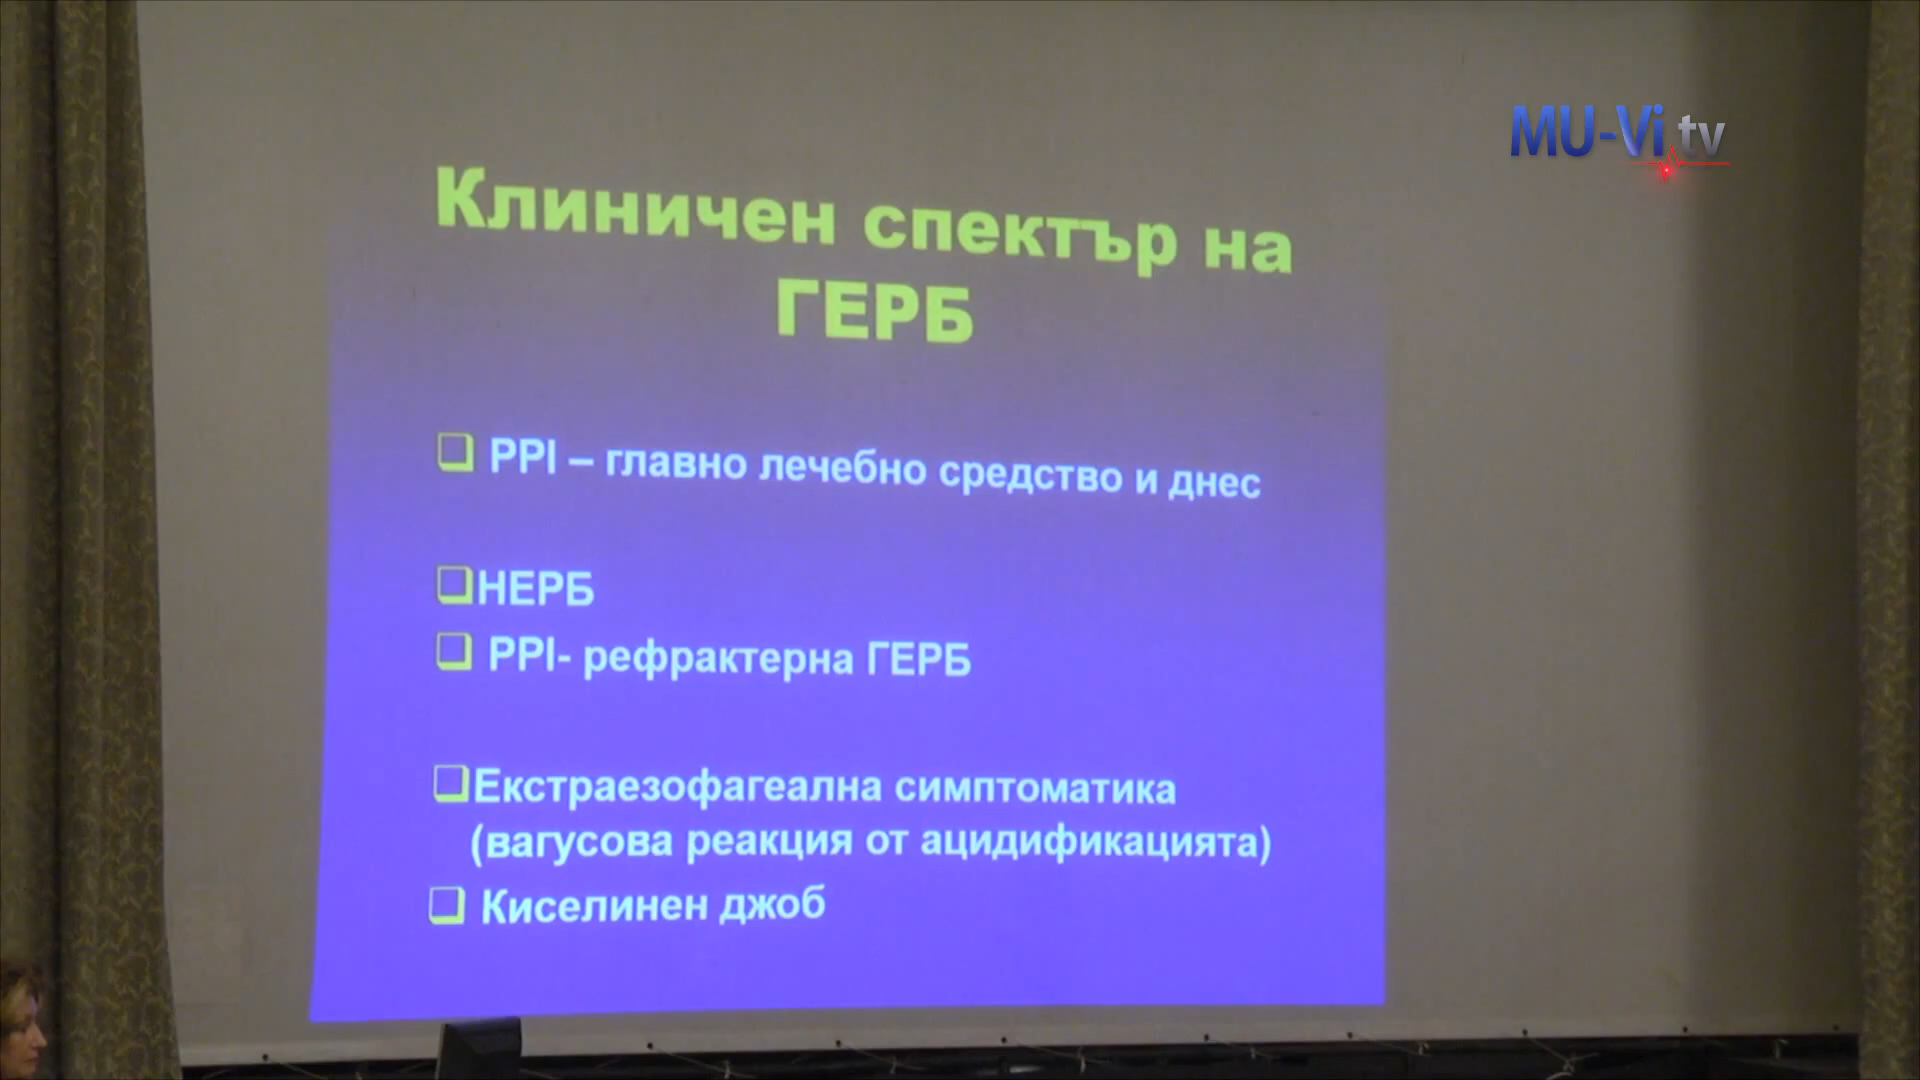 MU-Vi.tv
Клиничен спектър на
ГЕРБ
PPI – главно лечебно средство и днес
НЕРБ
PPI- рефрактерна ГЕРБ
Екстраезофагеална симптоматика
(вагусова реакция от ацидификацията)
Киселинен джоб